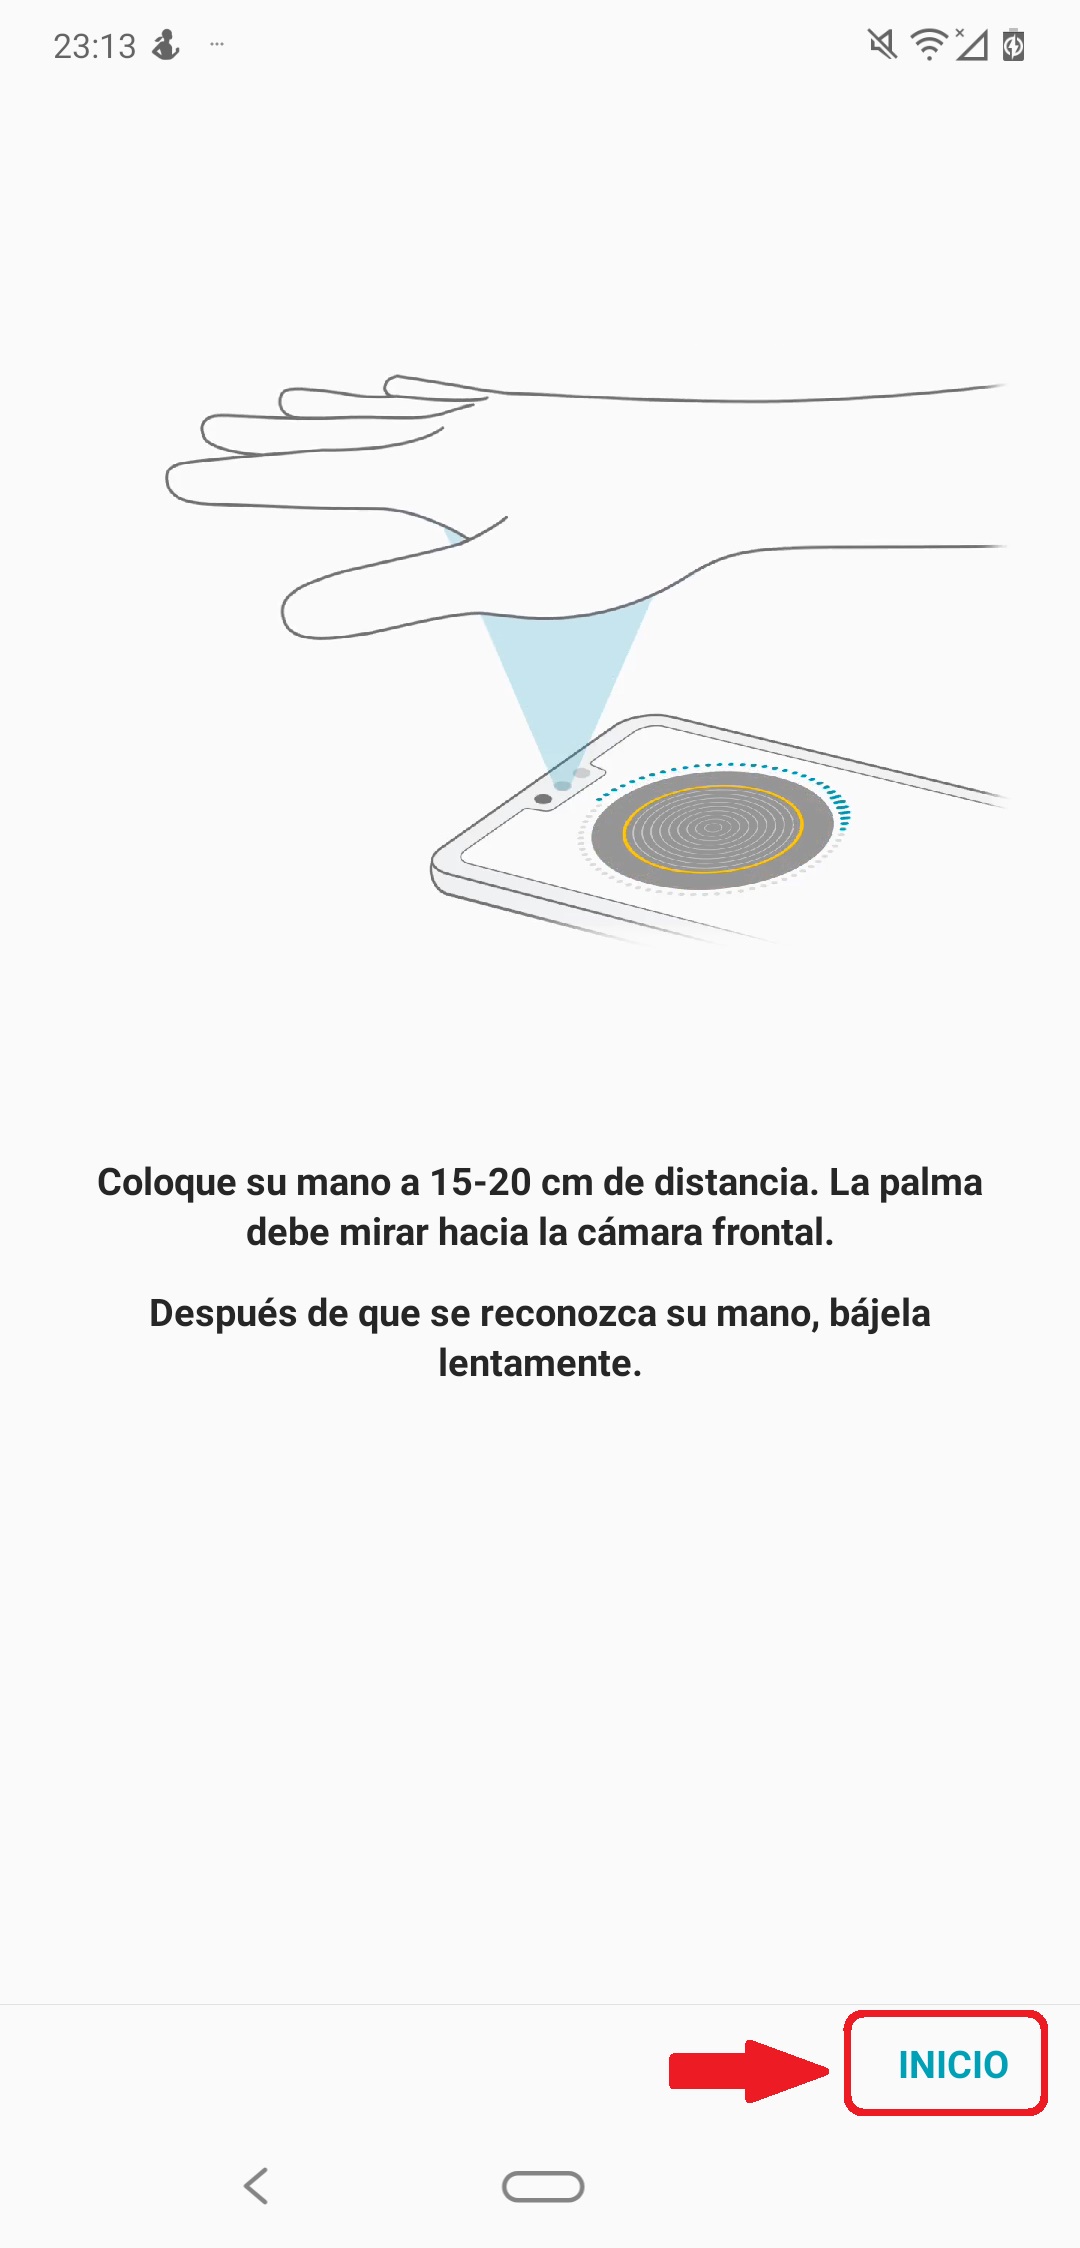 23:13
Coloque su mano a 15-20 cm de distancia. La palma
debe mirar hacia la cámara frontal.
Después de que se reconozca su mano, bájela
lentamente.
INICIO